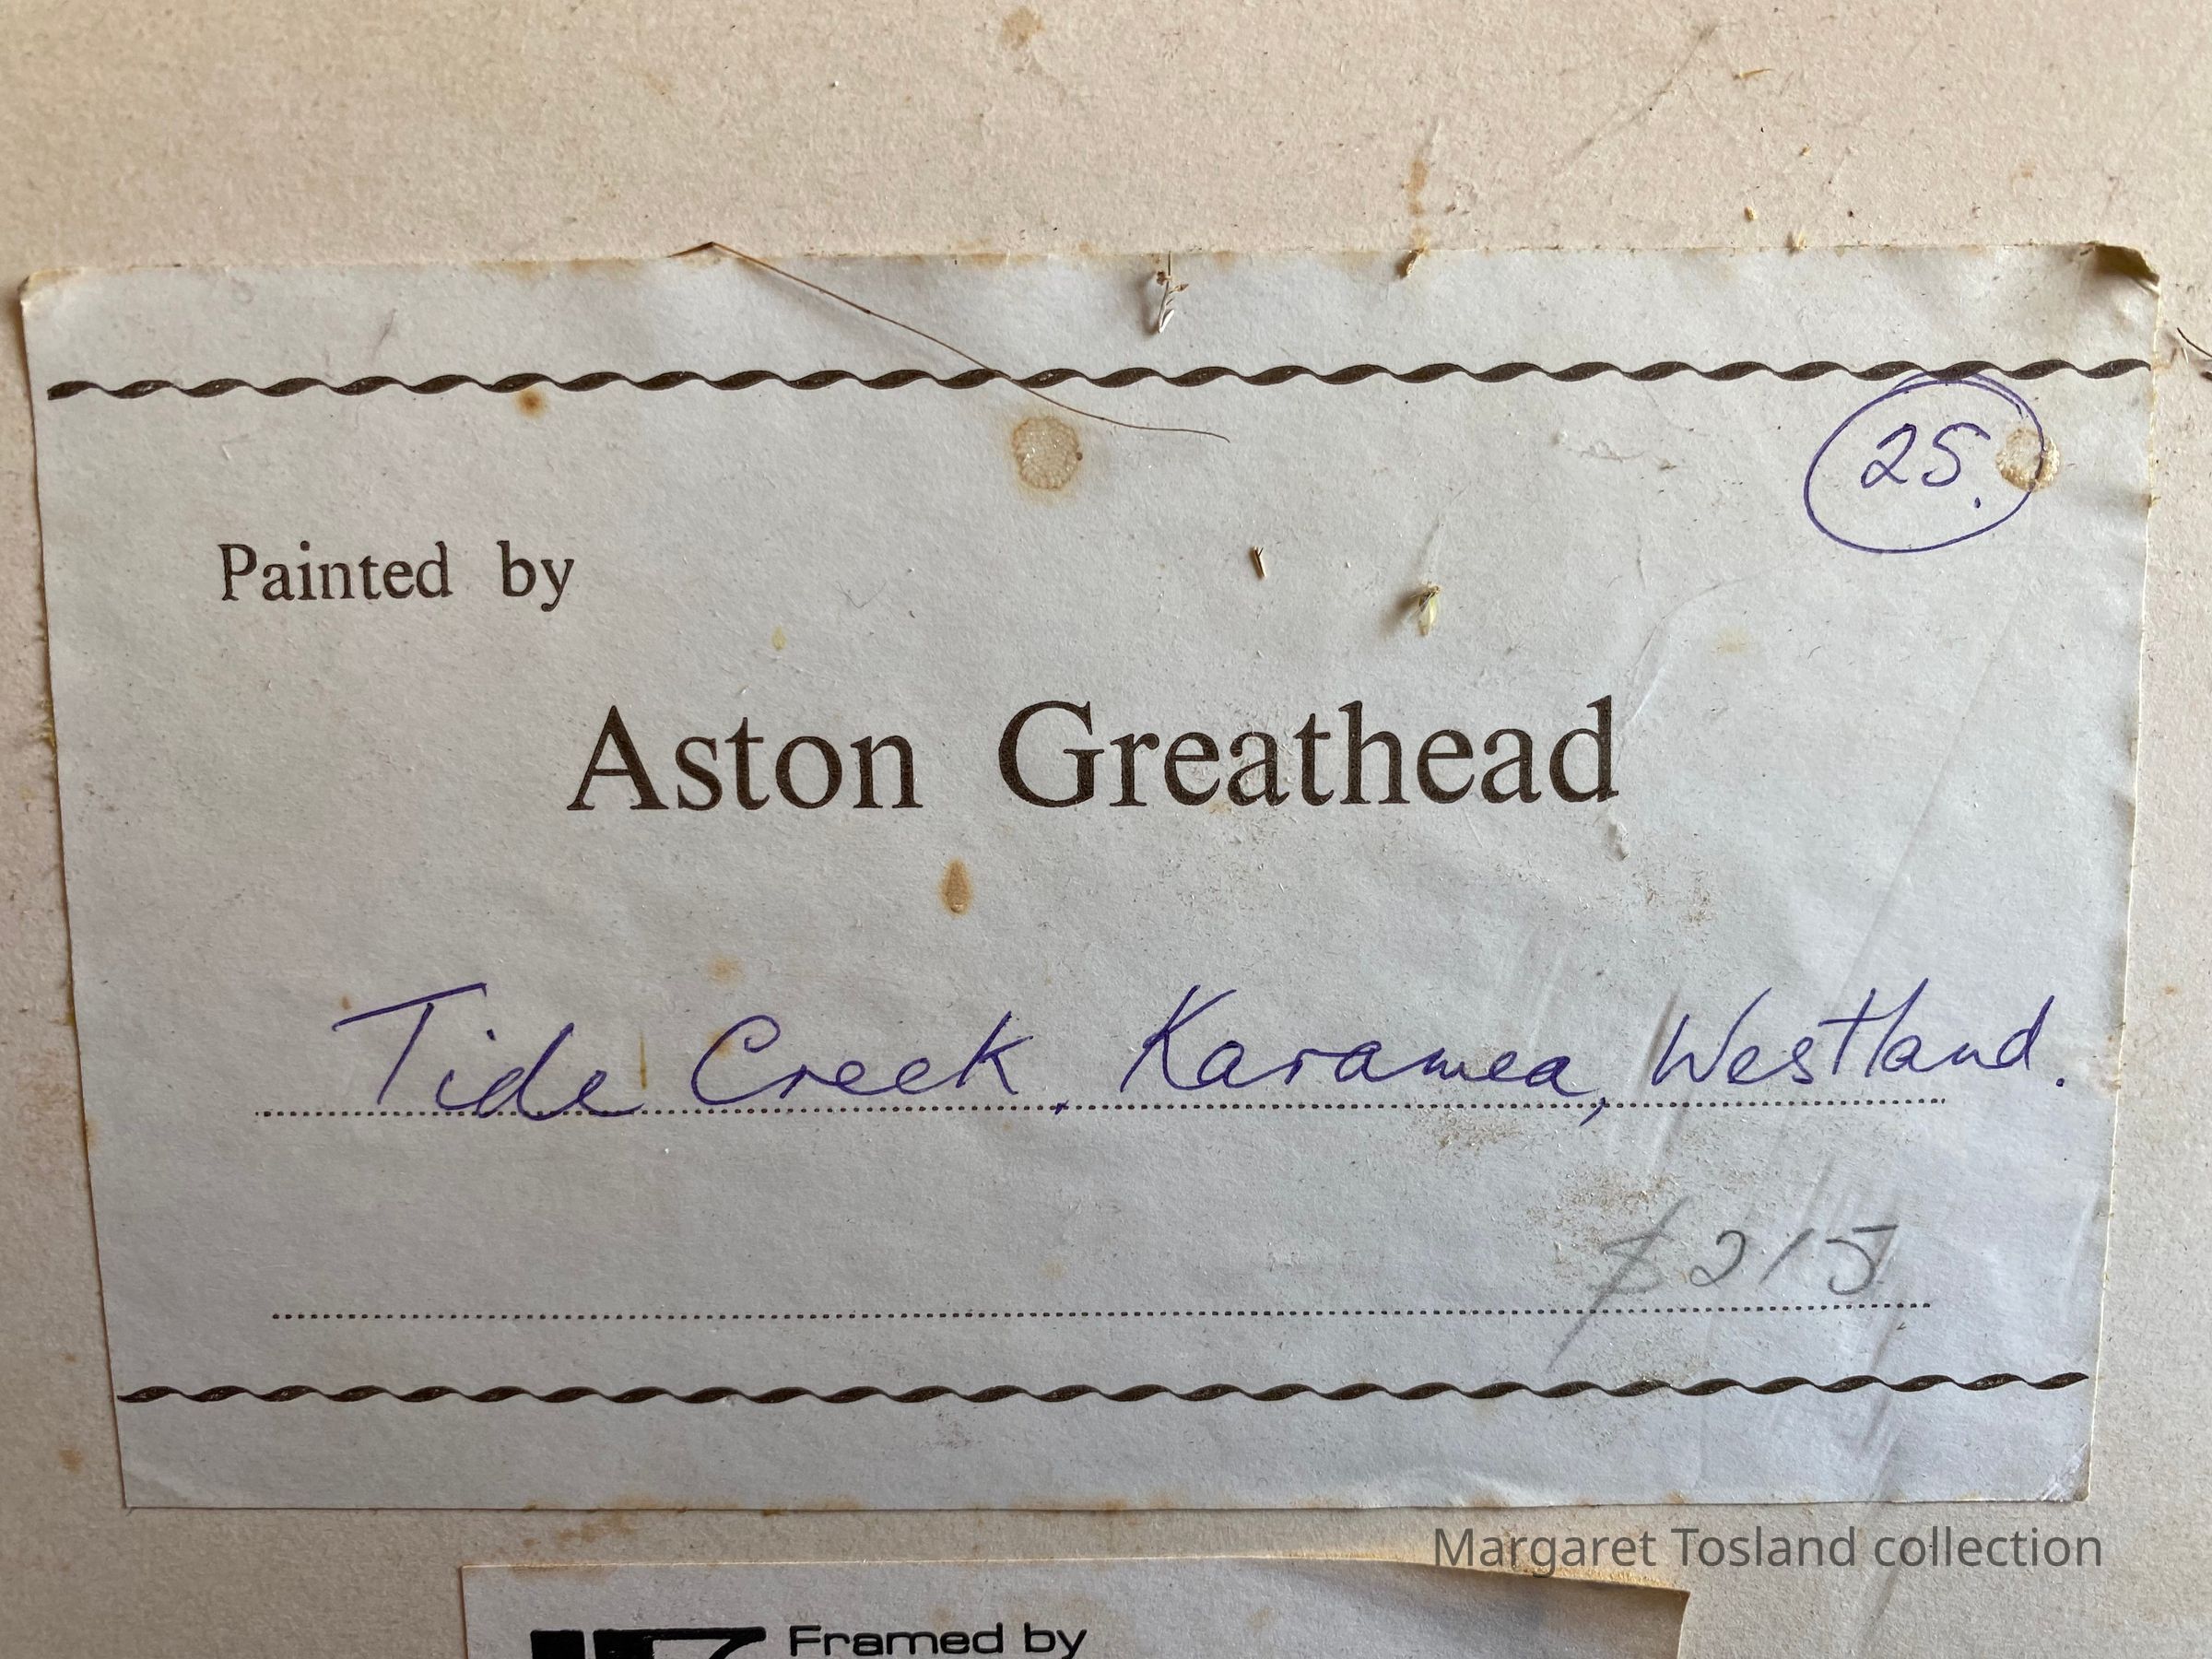 25.
Painted by
Aston Greathead
Tide Creek. Karamea, Westland.
$215
Margaret Tosland collection
Framed by